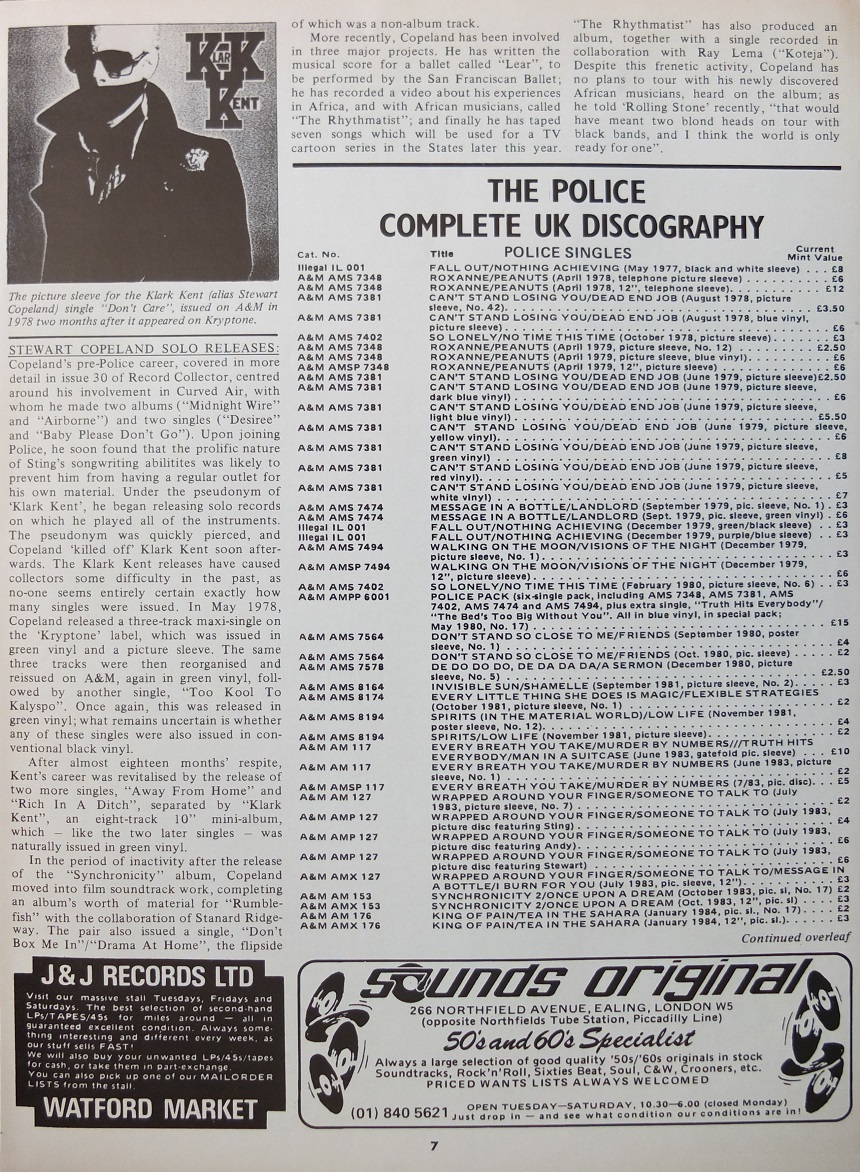 KLARK KENT
The picture sleeve for the Klark Kent (alias Stewart
Copeland) single "Don't Care", issued on A&M in
1978 two months after it appeared on Kryptone.
STEWART COPELAND SOLO RELEASES:
Copeland's pre-Police career, covered in more
detail in issue 30 of Record Collector, centred
around his involvement in Curved Air, with
whom he made two albums ("Midnight Wire"
and "Airborne") and two singles ("Desiree"
and "Baby Please Don't Go"). Upon joining
Police, he soon found that the prolific nature
of Sting's songwriting abilitites was likely to
prevent him from having a regular outlet for
his own material. Under the pseudonym of
'Klark Kent', he began releasing solo records
on which he played all of the instruments.
The pseudonym was quickly pierced, and
Copeland 'killed off' Klark Kent soon after-
wards. The Klark Kent releases have caused
collectors some difficulty in the past, as
no-one seems entirely certain exactly how
many singles were issued. In May 1978,
Copeland released a three-track maxi-single on
the 'Kryptone' label, which was issued in
green vinyl and a picture sleeve. The same
three tracks were then reorganised and
reissued on A&M, again in green vinyl, foll-
owed by another single, "Too Kool To
Kalyspo". Once again, this was released in
green vinyl; what remains uncertain is whether
any of these singles were also issued in con-
ventional black vinyl.
After almost eighteen months' respite,
Kent's career was revitalised by the release of
two more singles, "Away From Home" and
"Rich In A Ditch", separated by "Klark
Kent", an eight-track 10" mini-album,
which — like the two later singles — was
naturally issued in green vinyl.
In the period of inactivity after the release
of the "Synchronicity" album, Copeland
moved into film soundtrack work, completing
an album's worth of material for "Rumble-
fish" with the collaboration of Stanard Ridge-
way. The pair also issued a single, "Don't
Box Me In"/"Drama At Home", the flipside
of which was a non-album track.
More recently, Copeland has been involved
in three major projects. He has written the
musical score for a ballet called "Lear", to
be performed by the San Franciscan Ballet;
he has recorded a video about his experiences
in Africa, and with African musicians, called
"The Rhythmatist"; and finally he has taped
seven songs which will be used for a TV
cartoon series in the States later this year.
"The Rhythmatist" has also produced an
album, together with a single recorded in
collaboration with Ray Lema ("Koteja").
Despite this frenetic activity, Copeland has
no plans to tour with his newly discovered
African musicians, heard on the album; as
he told 'Rolling Stone' recently, "that would
have meant two blond heads on tour with
black bands, and I think the world is only
ready for one".
THE POLICE
COMPLETE UK DISCOGRAPHY
Cat. No. Title POLICE SINGLES Current
Mint Value
Illegal IL 001 FALL OUT/NOTHING ACHIEVING (May 1977, black and white sleeve) . . . £8
A&M AMS 7348 ROXANNE/PEANUTS (April 1978, telephone picture sleeve) . . . £6
A&M AMS 7348 ROXANNE/PEANUTS (April 1978, 12", telephone sleeve) . . . £12
A&M AMS 7381 CAN'T STAND LOSING YOU/DEAD END JOB (August 1978, picture
sleeve, No. 42) . . . £3.50
A&M AMS 7381 CAN'T STAND LOSING YOU/DEAD END JOB (August 1978, blue vinyl,
picture sleeve) . . . £6
A&M AMS 7402 SO LONELY/NO TIME THIS TIME (October 1978, picture sleeve) . . . £3
A&M AMS 7348 ROXANNE/PEANUTS (April 1979, picture sleeve, No. 12) . . . £2.50
A&M AMS 7348 ROXANNE/PEANUTS (April 1979, picture sleeve, blue vinyl) . . . £6
A&M AMSP 7348 ROXANNE/PEANUTS (April 1979, 12", picture sleeve) . . . £6
A&M AMS 7381 CAN'T STAND LOSING YOU/DEAD END JOB (June 1979, picture sleeve)£2.50
A&M AMS 7381 CAN'T STAND LOSING YOU/DEAD END JOB (June 1979, picture sleeve,
dark blue vinyl) . . . £6
A&M AMS 7381 CAN'T STAND LOSING YOU/DEAD END JOB (June 1979, picture sleeve,
light blue vinyl) . . . £5.50
A&M AMS 7381 CAN'T STAND LOSING YOU/DEAD END JOB (June 1979, picture sleeve,
yellow vinyl) . . . £6
A&M AMS 7381 CAN'T STAND LOSING YOU/DEAD END JOB (June 1979, picture sleeve,
green vinyl) . . . £8
A&M AMS 7381 CAN'T STAND LOSING YOU/DEAD END JOB (June 1979, picture sleeve,
red vinyl) . . . £5
A&M AMS 7381 CAN'T STAND LOSING YOU/DEAD END JOB (June 1979, picture sleeve,
white vinyl) . . . £7
A&M AMS 7474 MESSAGE IN A BOTTLE/LANDLORD (September 1979, pic. sleeve, No. 1) . £3
A&M AMS 7474 MESSAGE IN A BOTTLE/LANDLORD (Sept. 1979, pic. sleeve, green vinyl) . £6
Illegal IL 001 FALL OUT/NOTHING ACHIEVING (December 1979, green/black sleeve) . . £3
Illegal IL 001 FALL OUT/NOTHING ACHIEVING (December 1979, purple/blue sleeve) . . £3
A&M AMS 7494 WALKING ON THE MOON/VISIONS OF THE NIGHT (December 1979,
picture sleeve, No. 1) . . . £3
A&M AMSP 7494 WALKING ON THE MOON/VISIONS OF THE NIGHT (December 1979,
12", picture sleeve) . . . £6
A&M AMS 7402 SO LONELY/NO TIME THIS TIME (February 1980, picture sleeve, No. 6) . . £3
A&M AMPP 6001 POLICE PACK (six-single pack, including AMS 7348, AMS 7381, AMS
7402, AMS 7474 and AMS 7494, plus extra single, "Truth Hits Everybody"/
"The Bed's Too Big Without You". All in blue vinyl, in special pack;
May 1980, No. 17) . . . £15
A&M AMS 7564 DON'T STAND SO CLOSE TO ME/FRIENDS (September 1980, poster
sleeve, No. 1) . . . £4
A&M AMS 7564 DON'T STAND SO CLOSE TO ME/FRIENDS (Oct. 1980, pic. sleeve) . . . £2
A&M AMS 7578 DE DO DO DO, DE DA DA DA/A SERMON (December 1980, picture
sleeve, No. 5) . . . £2.50
A&M AMS 8164 INVISIBLE SUN/SHAMELLE (September 1981, picture sleeve, No. 2) . . . £3
A&M AMS 8174 EVERY LITTLE THING SHE DOES IS MAGIC/FLEXIBLE STRATEGIES
(October 1981, picture sleeve, No. 1) . . . £2
A&M AMS 8194 SPIRITS (IN THE MATERIAL WORLD)/LOW LIFE (November 1981,
poster sleeve, No. 12) . . . £4
A&M AMS 8194 SPIRITS/LOW LIFE (November 1981, picture sleeve) . . . £2
A&M AM 117 EVERY BREATH YOU TAKE/MURDER BY NUMBERS///TRUTH HITS
EVERYBODY/MAN IN A SUITCASE (June 1983, gatefold pic. sleeve) . . . £10
A&M AM 117 EVERY BREATH YOU TAKE/MURDER BY NUMBERS (June 1983, picture
sleeve, No. 1) . . . £2
A&M AMSP 117 EVERY BREATH YOU TAKE/MURDER BY NUMBERS (7/83, pic. disc) . . . £5
A&M AM 127 WRAPPED AROUND YOUR FINGER/SOMEONE TO TALK TO (July
1983, picture sleeve, No. 7) . . . £2
A&M AMP 127 WRAPPED AROUND YOUR FINGER/SOMEONE TO TALK TO (July 1983,
picture disc featuring Sting) . . . £4
A&M AMP 127 WRAPPED AROUND YOUR FINGER/SOMEONE TO TALK TO (July 1983,
picture disc featuring Andy) . . . £6
A&M AMP 127 WRAPPED AROUND YOUR FINGER/SOMEONE TO TALK TO (July 1983,
picture disc featuring Stewart) . . . £6
A&M AMX 127 WRAPPED AROUND YOUR FINGER/SOMEONE TO TALK TO/MESSAGE IN
A BOTTLE/I BURN FOR YOU (July 1983, pic. sleeve, 12") . . . £3
A&M AM 153 SYNCHRONICITY 2/ONCE UPON A DREAM (October 1983, pic. sl, No. 17) £2
A&M AMX 153 SYNCHRONICITY 2/ONCE UPON A DREAM (Oct. 1983, 12", pic. sl) . . . £3
A&M AM 176 KING OF PAIN/TEA IN THE SAHARA (January 1984, pic. sl., No. 17) . . . £2
A&M AMX 176 KING OF PAIN/TEA IN THE SAHARA (January 1984, 12", pic. sl.) . . . £3
Continued overleaf
J&J RECORDS LTD
Visit our massive stall Tuesdays, Fridays and
Saturdays. The best selection of second-hand
LPs/TAPES/45s for miles around — all in
guaranteed excellent condition. Always some-
thing interesting and different every week, as
our stuff sells FAST!
We will also buy your unwanted LPs/45s/tapes
for cash, or take them in part-exchange.
You can also pick up one of our MAILORDER
LISTS from the stall.
WATFORD MARKET
sounds original
266 NORTHFIELD AVENUE, EALING, LONDON W5
(opposite Northfields Tube Station, Piccadilly Line)
50's and 60's Specialist
Always a large selection of good quality '50s/'60s originals in stock
Soundtracks, Rock'n'Roll, Sixties Beat, Soul, C&W, Crooners, etc.
PRICED WANTS LISTS ALWAYS WELCOMED
(01) 840 5621 OPEN TUESDAY—SATURDAY, 10.30—6.00 (closed Monday)
Just drop in — and see what condition our conditions are in!
7